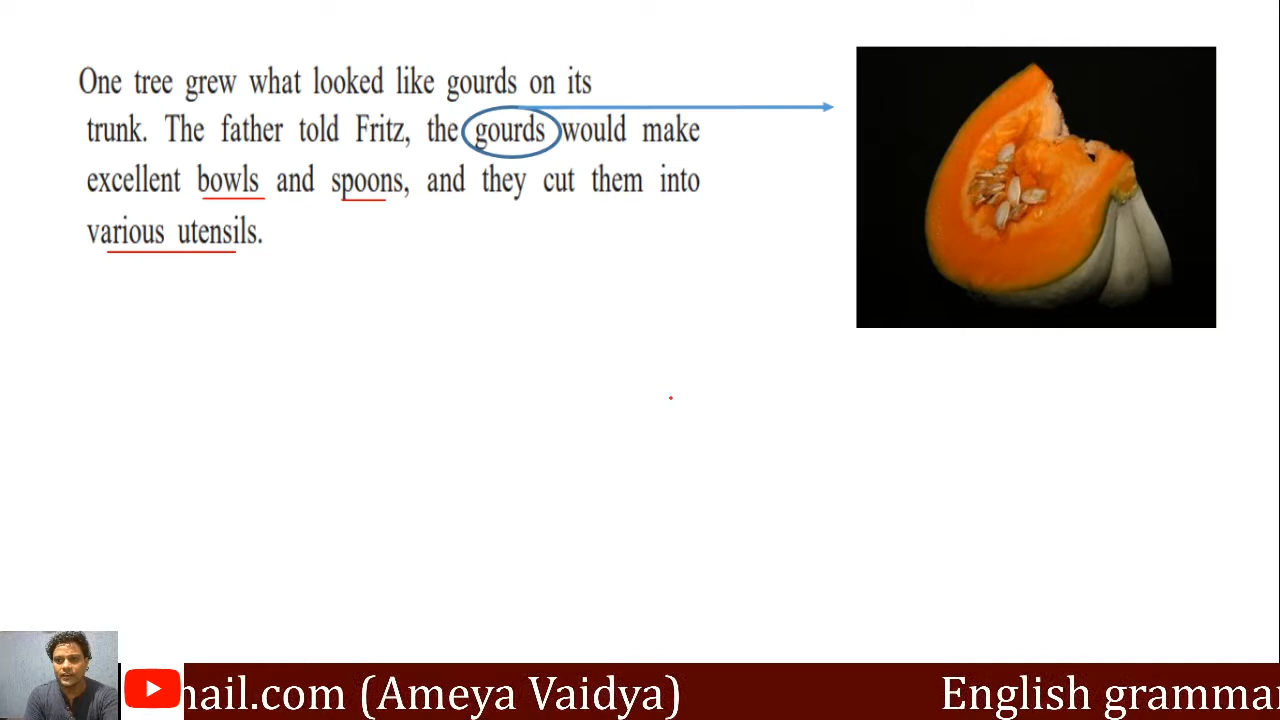 One tree grew what looked like gourds on its
trunk. The father told Fritz, the gourds would make
excellent bowls and spoons, and they cut them into
various utensils.
nail.com (Ameya Vaidya) English grammar